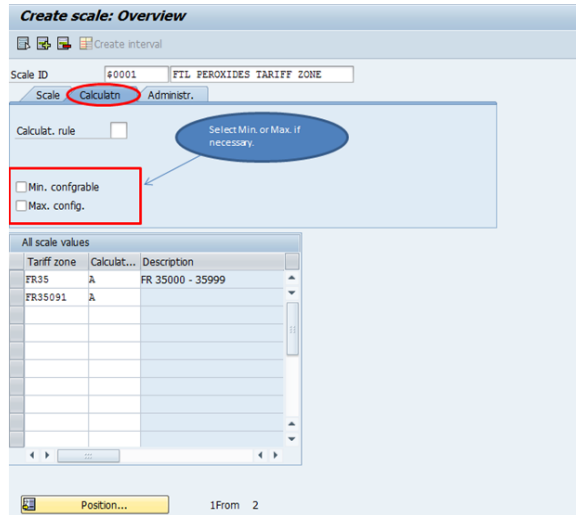 Create scale: Overview
Create interval
Scale ID $0001 FTL PEROXIDES TARIFF ZONE
Scale Calculatn Administr.
Calculat. rule
Select Min. or Max. if
necessary.
Min. confgrable
Max. config.
All scale values
Tariff zone Calculat... Description
FR35 A FR 35000 - 35999
FR35091 A
Position... 1From 2